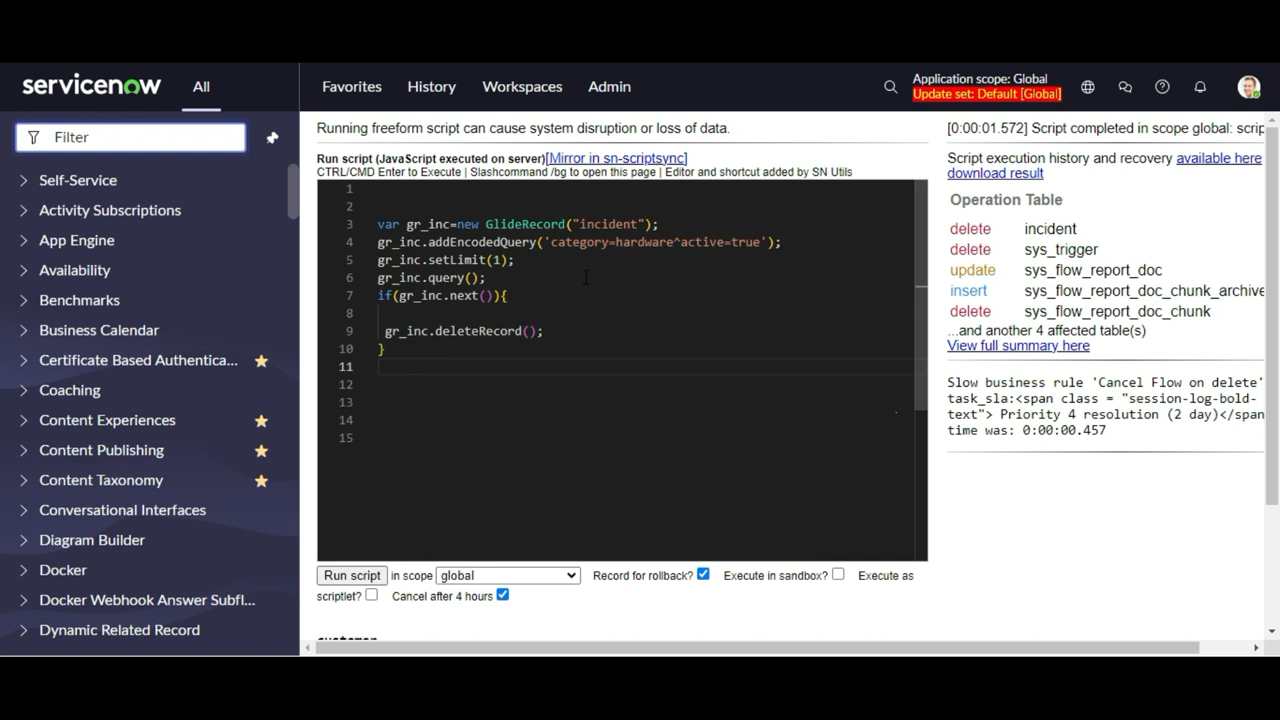 servicenow All Favorites History Workspaces Admin Application scope: Global
Update set: Default [Global]
Filter
Self-Service
Activity Subscriptions
App Engine
Availability
Benchmarks
Business Calendar
Certificate Based Authentica...
Coaching
Content Experiences
Content Publishing
Content Taxonomy
Conversational Interfaces
Diagram Builder
Docker
Docker Webhook Answer Subfl...
Dynamic Related Record
Running freeform script can cause system disruption or loss of data.
Run script (JavaScript executed on server)[Mirror in sn-scriptsync]
CTRL/CMD Enter to Execute | Slashcommand /bg to open this page | Editor and shortcut added by SN Utils
1
2
3 var gr_inc=new GlideRecord("incident");
4 gr_inc.addEncodedQuery('category=hardware^active=true');
5 gr_inc.setLimit(1);
6 gr_inc.query();
7 if(gr_inc.next()){
8
9 gr_inc.deleteRecord();
10 }
11
12
13
14
15
Run script in scope global Record for rollback? Execute in sandbox? Execute as
scriptlet? Cancel after 4 hours
[0:00:01.572] Script completed in scope global: scrip
Script execution history and recovery available here
download result
Operation Table
delete incident
delete sys_trigger
update sys_flow_report_doc
insert sys_flow_report_doc_chunk_archive
delete sys_flow_report_doc_chunk
...and another 4 affected table(s)
View full summary here
Slow business rule 'Cancel Flow on delete'
task_sla:<span class = "session-log-bold-
text"> Priority 4 resolution (2 day)</span
time was: 0:00:00.457